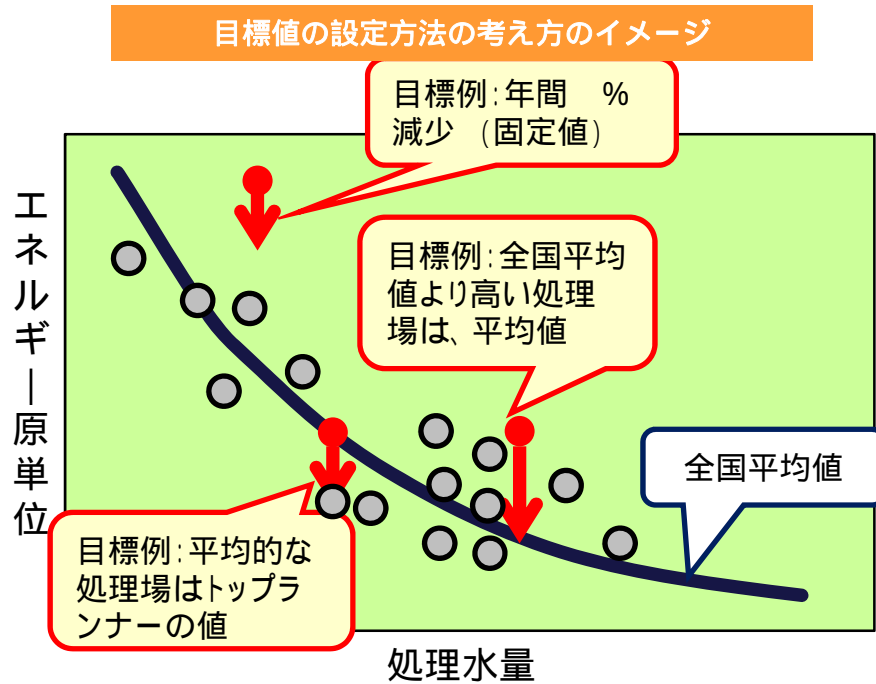 目標値の設定方法の考え方のイメージ
目標例:年間　%
減少 (固定値)
エネルギー原単位
目標例:全国平均
値より高い処理
場は、平均値
全国平均値
目標例:平均的な
処理場はトップラ
ンナーの値
処理水量